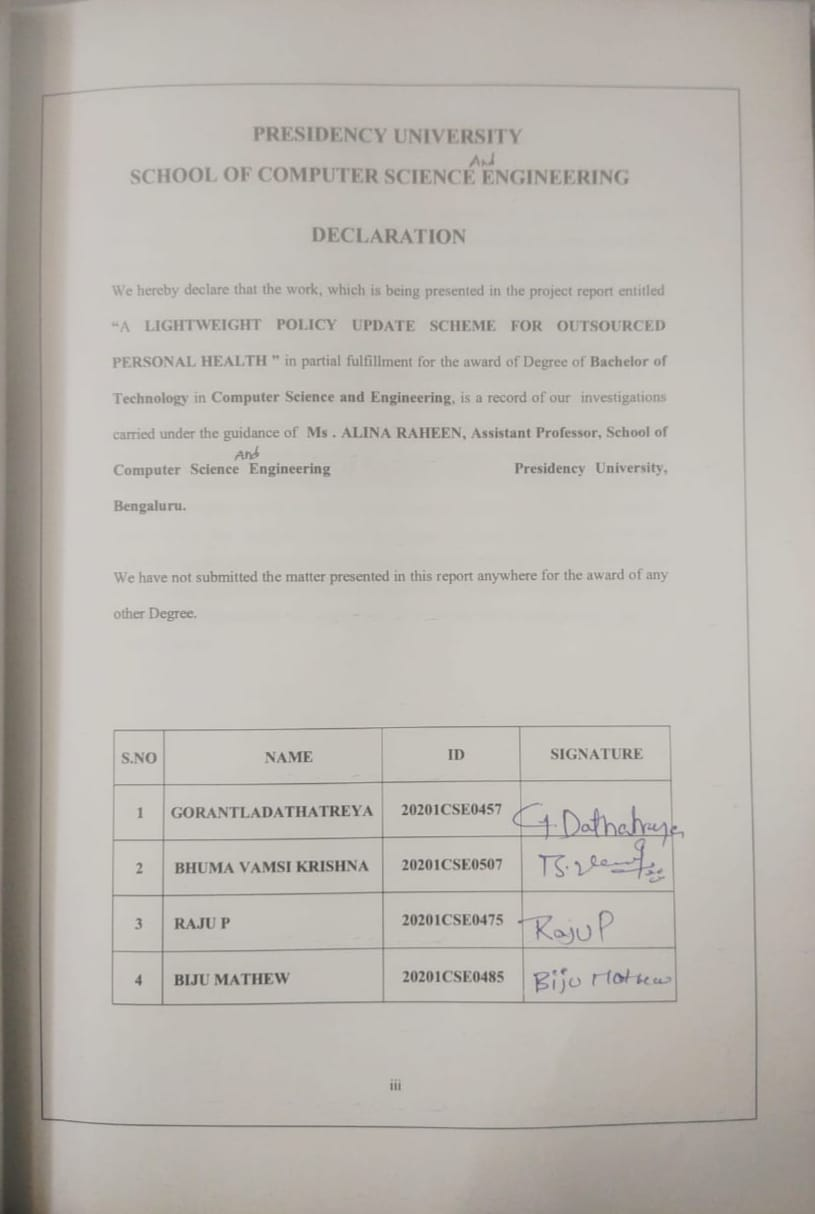 PRESIDENCY UNIVERSITY
And
SCHOOL OF COMPUTER SCIENCE ENGINEERING
DECLARATION
We hereby declare that the work, which is being presented in the project report entitled
“A LIGHTWEIGHT POLICY UPDATE SCHEME FOR OUTSOURCED
PERSONAL HEALTH ” in partial fulfillment for the award of Degree of Bachelor of
Technology in Computer Science and Engineering, is a record of our investigations
carried under the guidance of Ms . ALINA RAHEEN, Assistant Professor, School of
And
Computer Science Engineering Presidency University,
Bengaluru.
We have not submitted the matter presented in this report anywhere for the award of any
other Degree.
S.NO NAME ID SIGNATURE
1 GORANTLADATHATREYA 20201CSE0457 G.Dathatreya
2 BHUMA VAMSI KRISHNA 20201CSE0507
3 RAJU P 20201CSE0475 Raju P
4 BIJU MATHEW 20201CSE0485 Biju Mathew
iii